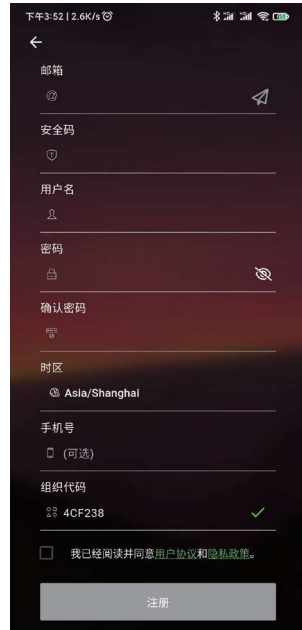 下午3:52 | 2.6K/s
邮箱
安全码
用户名
密码
确认密码
时区
Asia/Shanghai
手机号
(可选)
组织代码
4CF238
我已经阅读并同意用户协议和隐私政策。
注册